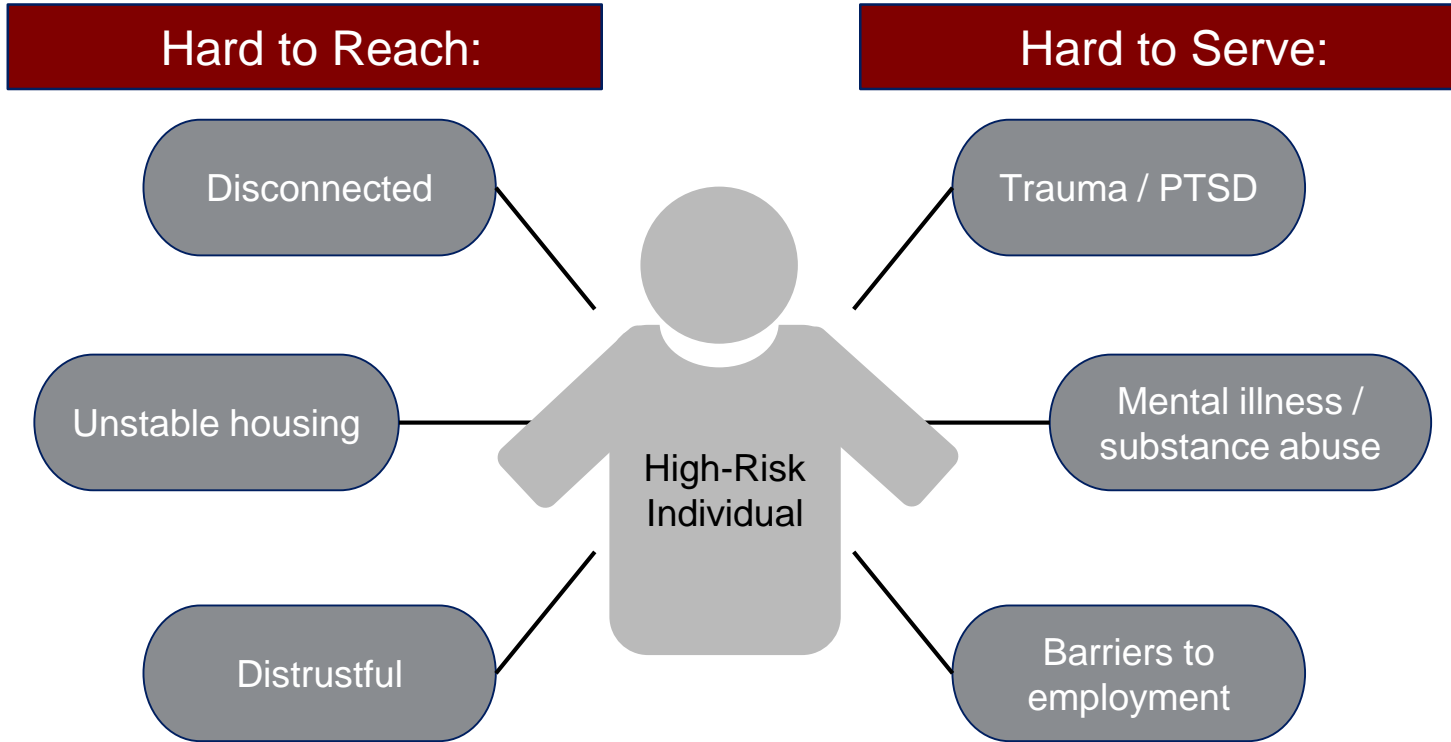 Hard to Reach:
Hard to Serve:
Disconnected
Trauma / PTSD
Unstable housing
Mental illness /
substance abuse
High-Risk
Individual
Distrustful
Barriers to
employment